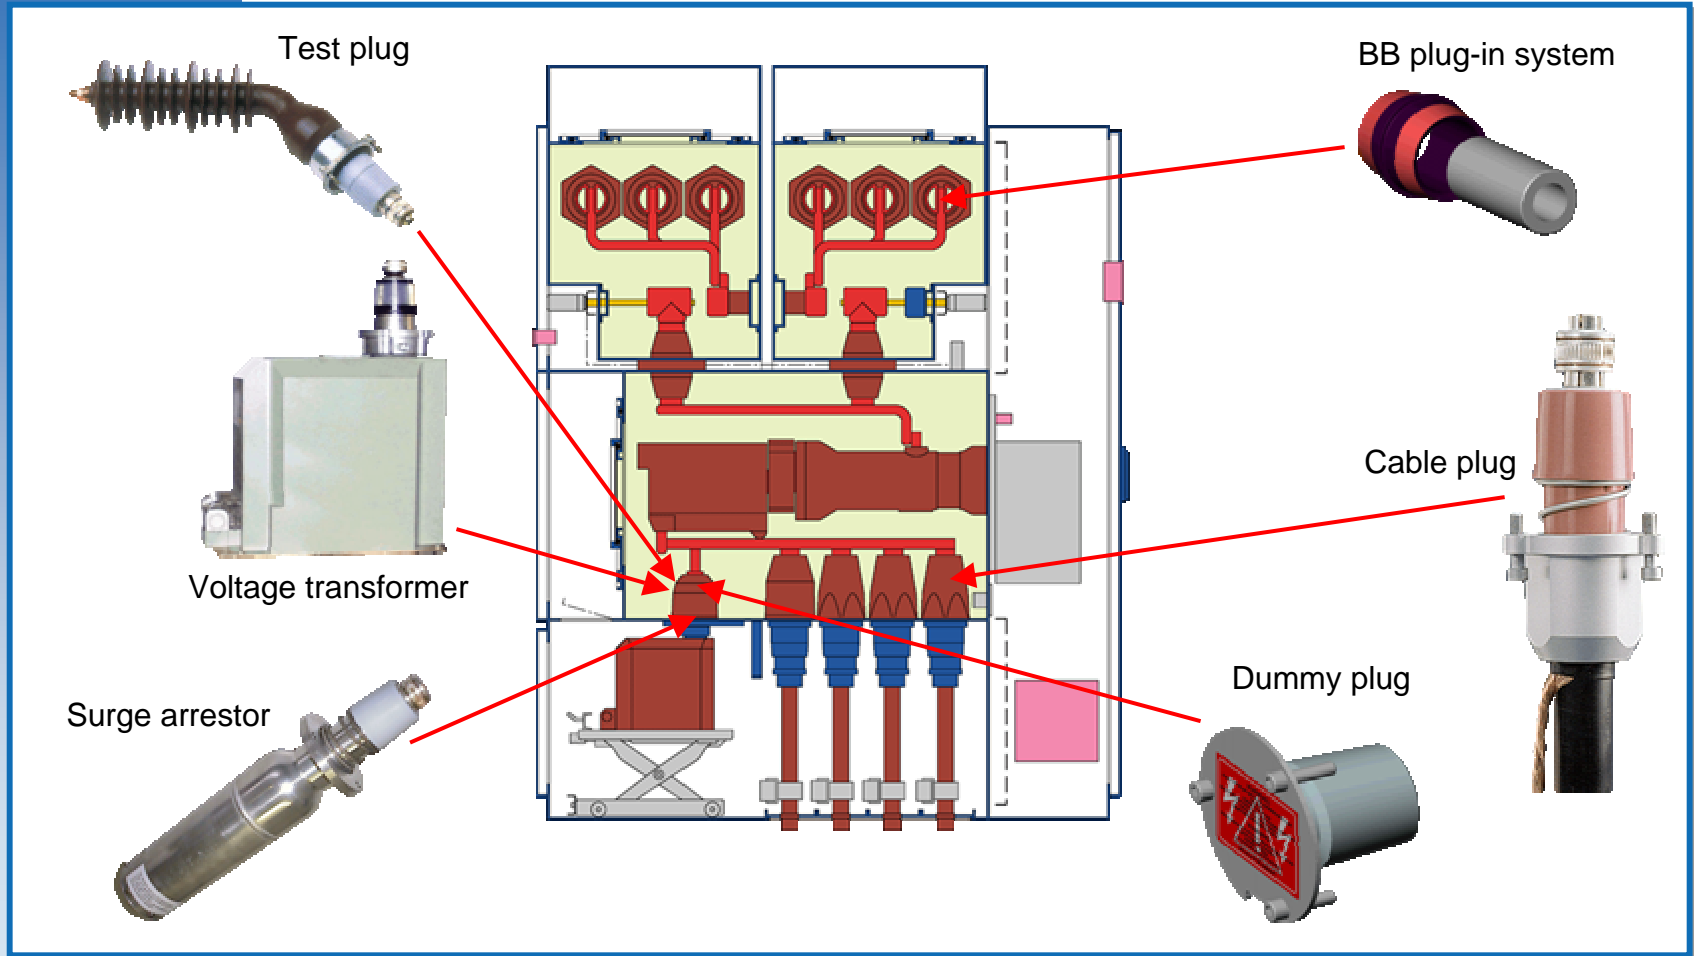 Test plug
BB plug-in system
Cable plug
Voltage transformer
Dummy plug
Surge arrestor